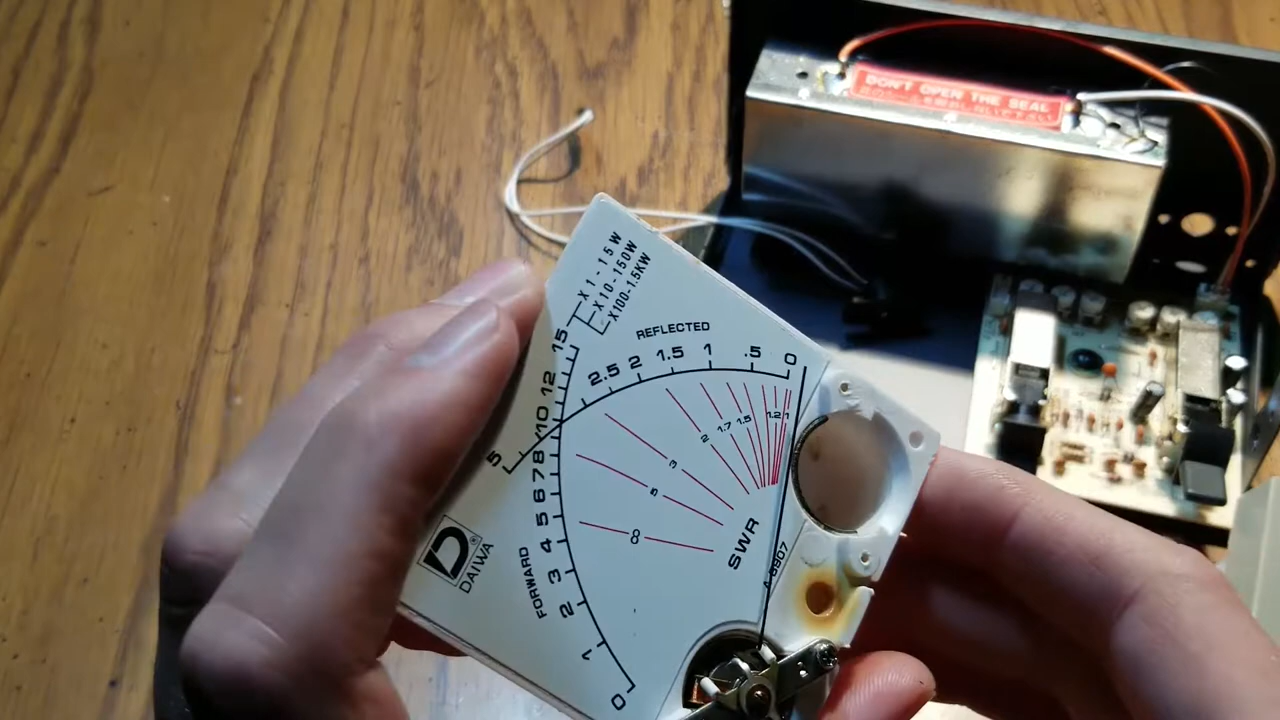 DON'T OPEN THE SEAL
X1-15W
X10-150W
X100-1.5KW
REFLECTED
5 2.5 2 1.5 1 .5 0
15 12 10 8 7 6 5 4 3 2 1 0
FORWARD
∞ 5 3 2 1.7 1.5 1.2 1
SWR
D
®
DAIWA